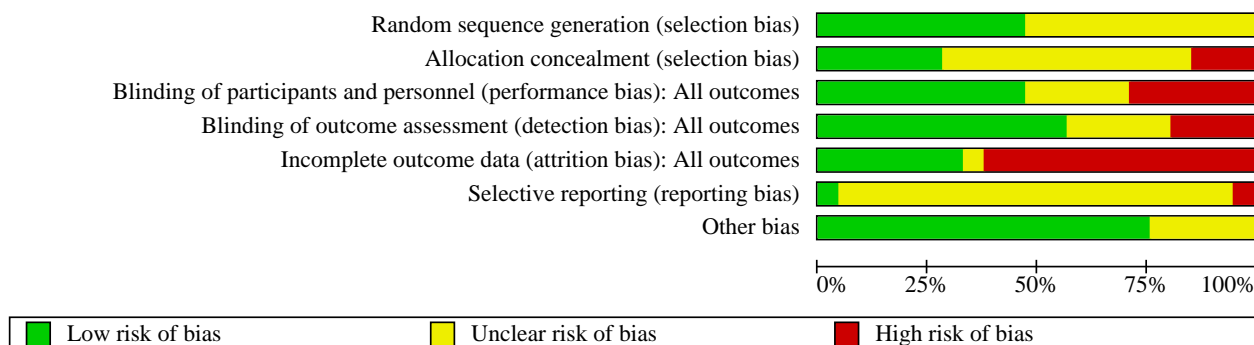 Random sequence generation (selection bias)
Allocation concealment (selection bias)
Blinding of participants and personnel (performance bias): All outcomes
Blinding of outcome assessment (detection bias): All outcomes
Incomplete outcome data (attrition bias): All outcomes
Selective reporting (reporting bias)
Other bias
0% 25% 50% 75% 100%
Low risk of bias Unclear risk of bias High risk of bias